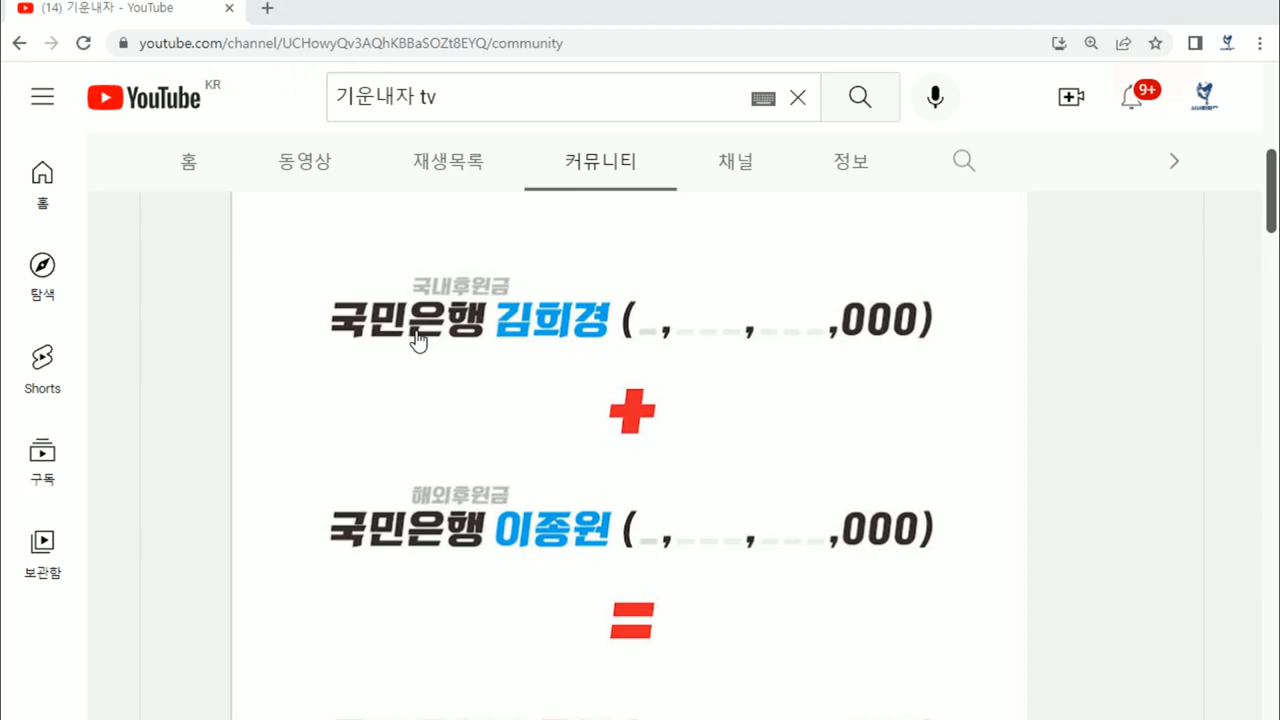 (14) 기운내자 - YouTube
youtube.com/channel/UCHowyQv3AQhKBBaSOZt8EYQ/community
YouTube KR
기운내자 tv
9+
홈 동영상 재생목록 커뮤니티 채널 정보
홈
탐색
Shorts
구독
보관함
국내후원금
국민은행 김희경 (_,_ _ _,_ _ _,000)
+
해외후원금
국민은행 이종원 (_,_ _ _,_ _ _,000)
=